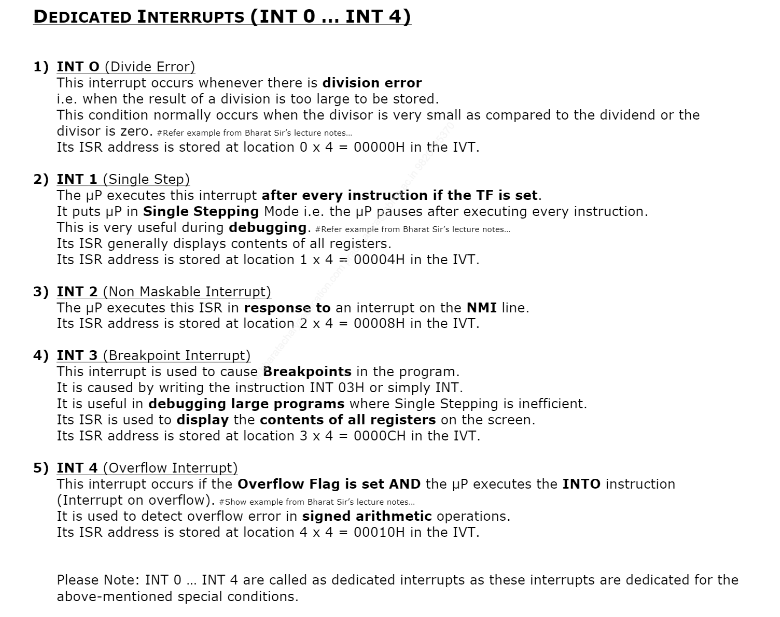 DEDICATED INTERRUPTS (INT 0 ... INT 4)
1) INT O (Divide Error)
This interrupt occurs whenever there is division error
i.e. when the result of a division is too large to be stored.
This condition normally occurs when the divisor is very small as compared to the dividend or the
divisor is zero. #Refer example from Bharat Sir's lecture notes...
Its ISR address is stored at location 0 x 4 = 00000H in the IVT.
2) INT 1 (Single Step)
The µP executes this interrupt after every instruction if the TF is set.
It puts µP in Single Stepping Mode i.e. the µP pauses after executing every instruction.
This is very useful during debugging. #Refer example from Bharat Sir's lecture notes...
Its ISR generally displays contents of all registers.
Its ISR address is stored at location 1 x 4 = 00004H in the IVT.
3) INT 2 (Non Maskable Interrupt)
The µP executes this ISR in response to an interrupt on the NMI line.
Its ISR address is stored at location 2 x 4 = 00008H in the IVT.
4) INT 3 (Breakpoint Interrupt)
This interrupt is used to cause Breakpoints in the program.
It is caused by writing the instruction INT 03H or simply INT.
It is useful in debugging large programs where Single Stepping is inefficient.
Its ISR is used to display the contents of all registers on the screen.
Its ISR address is stored at location 3 x 4 = 0000CH in the IVT.
5) INT 4 (Overflow Interrupt)
This interrupt occurs if the Overflow Flag is set AND the µP executes the INTO instruction
(Interrupt on overflow). #Show example from Bharat Sir's lecture notes...
It is used to detect overflow error in signed arithmetic operations.
Its ISR address is stored at location 4 x 4 = 00010H in the IVT.
Please Note: INT 0 ... INT 4 are called as dedicated interrupts as these interrupts are dedicated for the
above-mentioned special conditions.